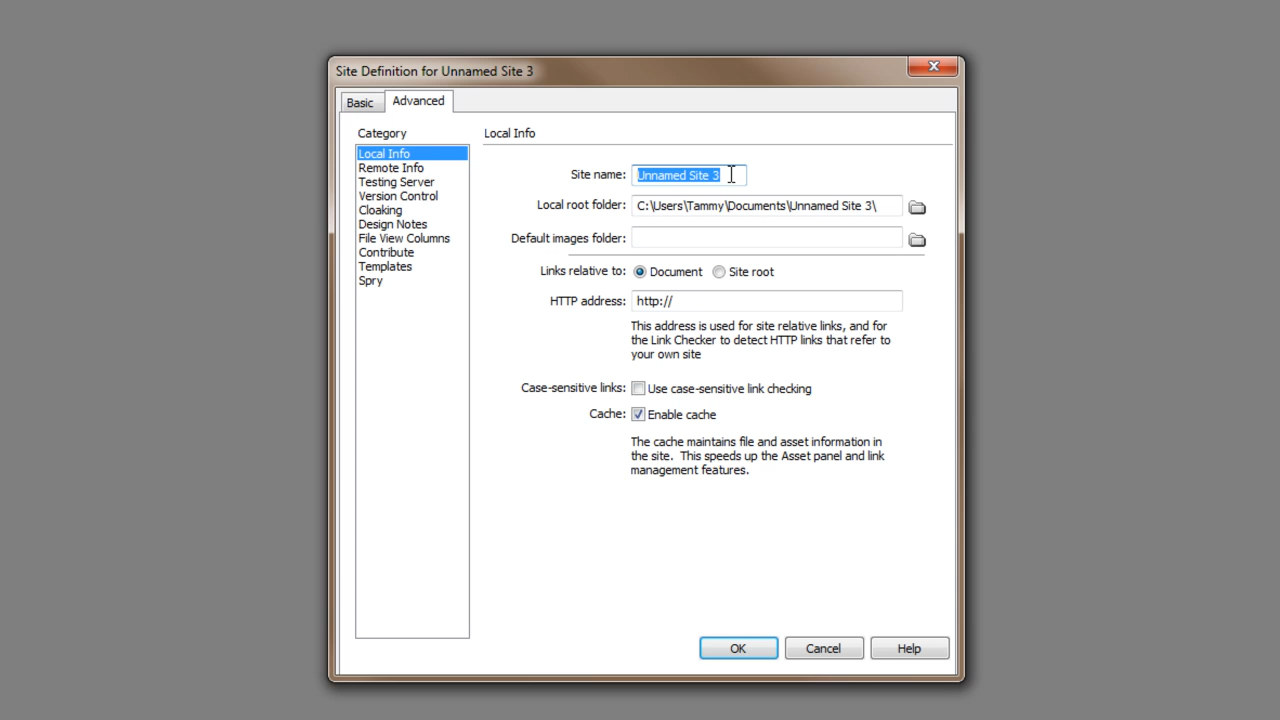 Site Definition for Unnamed Site 3
Basic
Advanced
Category
Local Info
Remote Info
Testing Server
Version Control
Cloaking
Design Notes
File View Columns
Contribute
Templates
Spry
Local Info
Site name: Unnamed Site 3
Local root folder: C:\Users\Tammy\Documents\Unnamed Site 3\
Default images folder:
Links relative to: Document Site root
HTTP address: http://
This address is used for site relative links, and for
the Link Checker to detect HTTP links that refer to
your own site
Case-sensitive links: Use case-sensitive link checking
Cache: Enable cache
The cache maintains file and asset information in
the site. This speeds up the Asset panel and link
management features.
OK Cancel Help